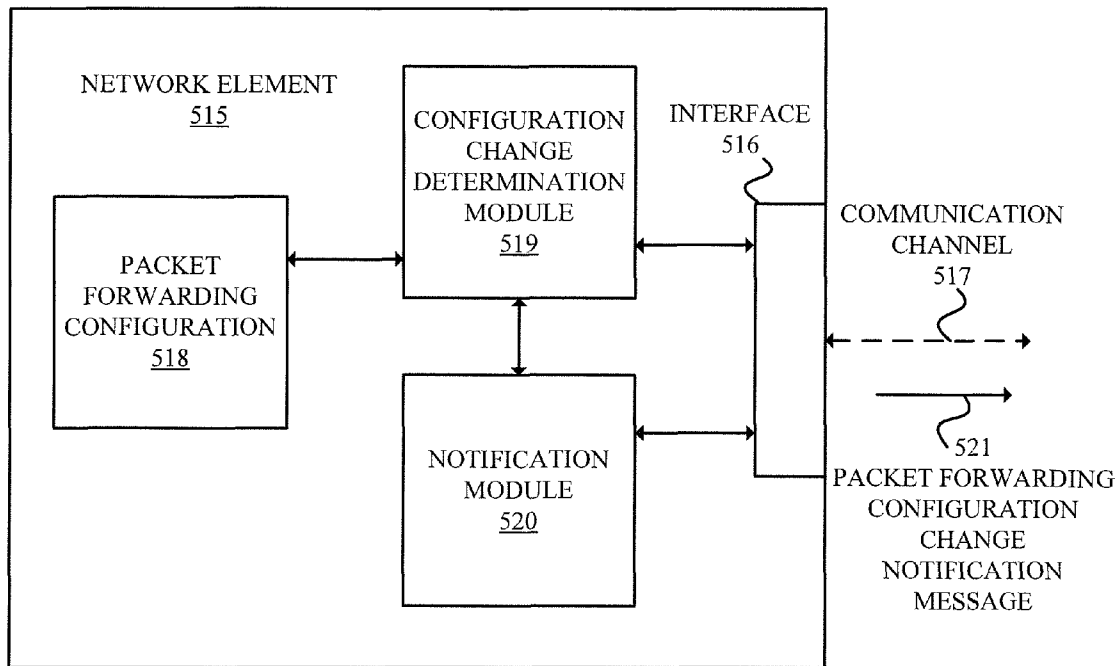 NETWORK ELEMENT
515
CONFIGURATION
CHANGE
DETERMINATION
MODULE
519
INTERFACE
516
PACKET
FORWARDING
CONFIGURATION
518
COMMUNICATION
CHANNEL
517
NOTIFICATION
MODULE
520
521
PACKET FORWARDING
CONFIGURATION
CHANGE
NOTIFICATION
MESSAGE